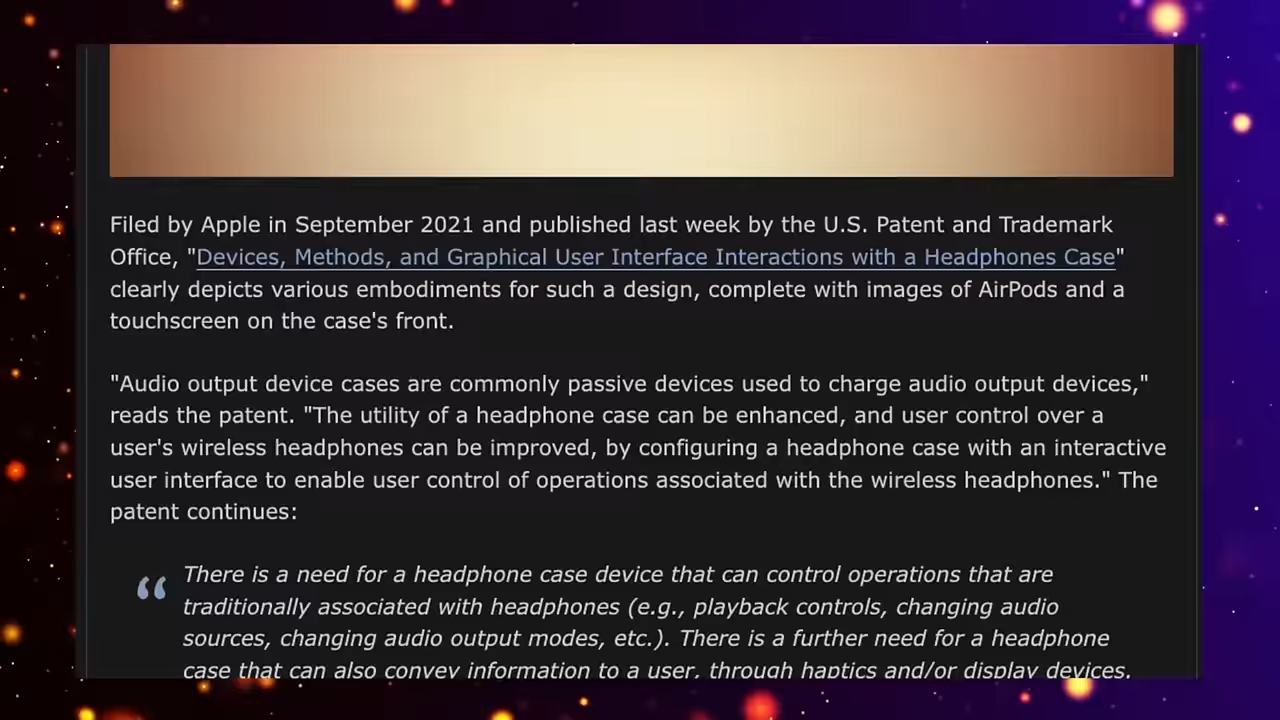 Filed by Apple in September 2021 and published last week by the U.S. Patent and Trademark
Office, "Devices, Methods, and Graphical User Interface Interactions with a Headphones Case"
clearly depicts various embodiments for such a design, complete with images of AirPods and a
touchscreen on the case's front.
"Audio output device cases are commonly passive devices used to charge audio output devices,"
reads the patent. "The utility of a headphone case can be enhanced, and user control over a
user's wireless headphones can be improved, by configuring a headphone case with an interactive
user interface to enable user control of operations associated with the wireless headphones." The
patent continues:
“ There is a need for a headphone case device that can control operations that are
traditionally associated with headphones (e.g., playback controls, changing audio
sources, changing audio output modes, etc.). There is a further need for a headphone
case that can also convey information to a user, through haptics and/or display devices.